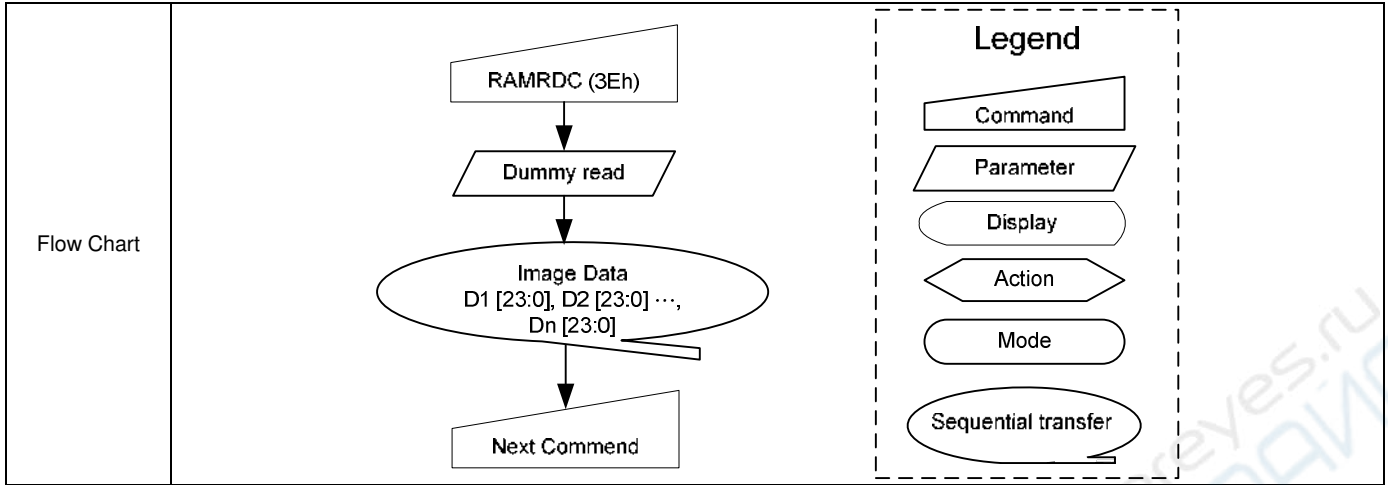 Flow Chart
RAMRDC (3Eh)
Dummy read
Image Data
D1 [23:0], D2 [23:0] ···,
Dn [23:0]
Next Commend
Legend
Command
Parameter
Display
Action
Mode
Sequential transfer